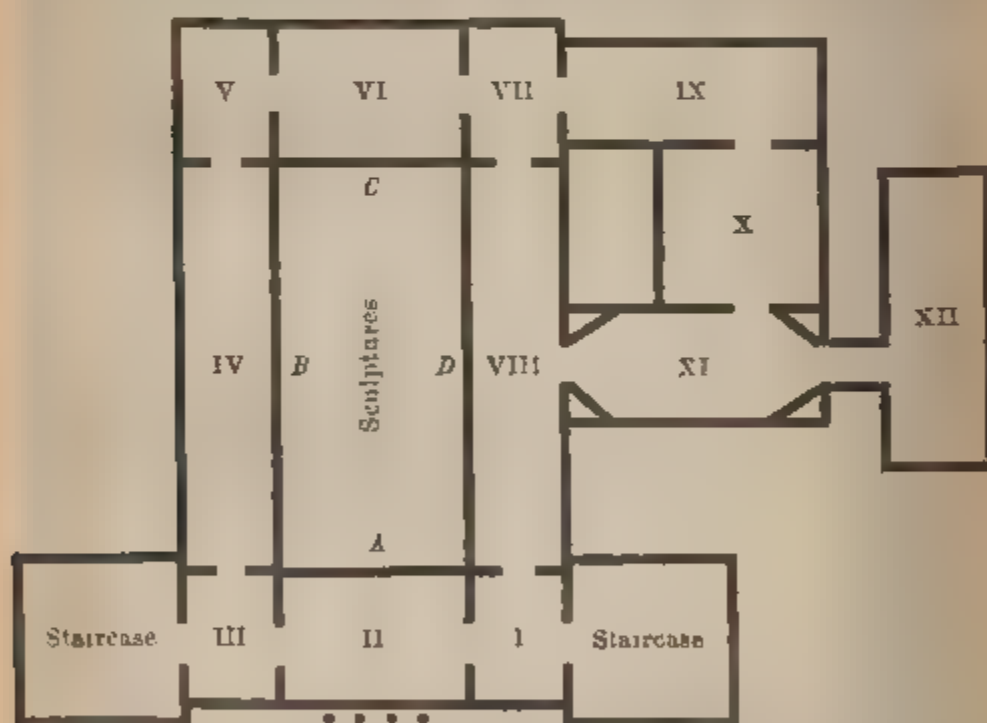 V VI VII IX
C
X
XII
IV B Sculptures D VIII XI
A
Staircase III II I Staircase